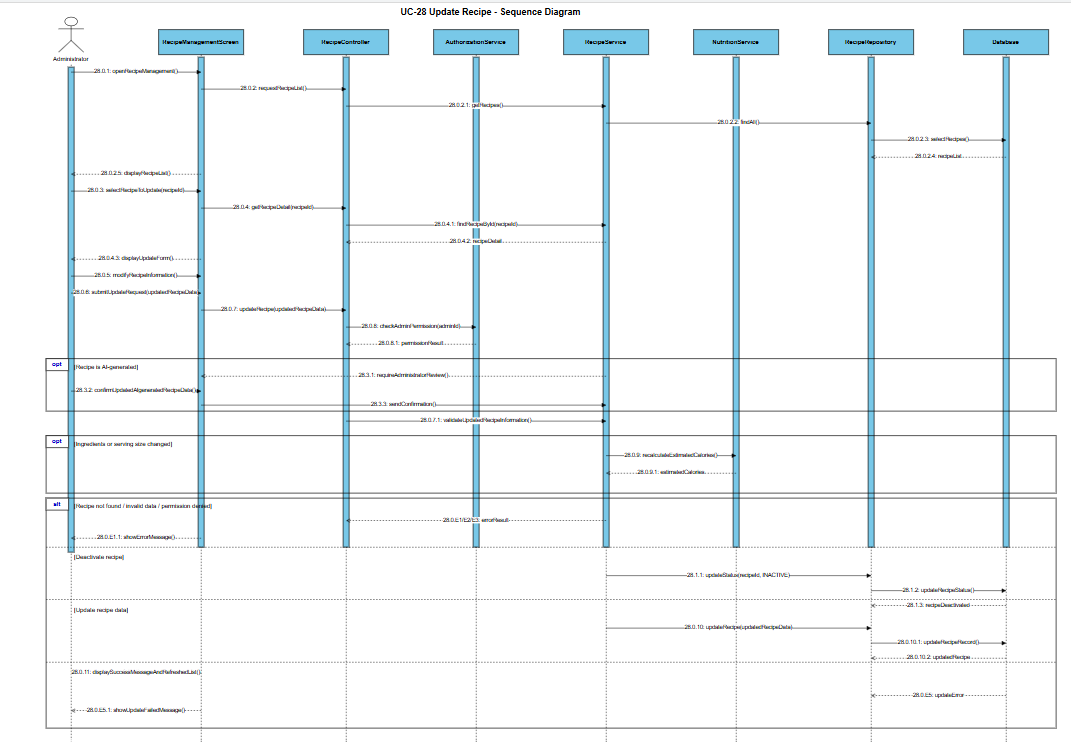 UC-28 Update Recipe - Sequence Diagram
Administrator
RecipeManagementScreen
RecipeController
AuthorizationService
RecipeService
NutritionService
RecipeRepository
Database
28.0.1: openRecipeManagement()
28.0.2: requestRecipeList()
28.0.2.1: getRecipes()
28.0.2.2: findAll()
28.0.2.3: selectRecipes()
28.0.2.4: recipeList
28.0.2.5: displayRecipeList()
28.0.3: selectRecipeToUpdate(recipeId)
28.0.4: getRecipeDetail(recipeId)
28.0.4.1: findRecipeById(recipeId)
28.0.4.2: recipeDetail
28.0.4.3: displayUpdateForm()
28.0.5: modifyRecipeInformation()
28.0.6: submitUpdateRequest(updatedRecipeData)
28.0.7: updateRecipe(updatedRecipeData)
28.0.8: checkAdminPermission(adminId)
28.0.8.1: permissionResult
opt
[Recipe is AI-generated]
28.3.1: requireAdministratorReview()
28.3.2: confirmUpdatedAIgeneratedRecipeData()
28.3.3: sendConfirmation()
28.0.7.1: validateUpdatedRecipeInformation()
opt
[Ingredients or serving size changed]
28.0.9: recalculateEstimatedCalories()
28.0.9.1: estimatedCalories
alt
[Recipe not found / invalid data / permission denied]
28.0.E1/E2/E3: errorResult
28.0.E1.1: showErrorMessage()
[Deactivate recipe]
28.1.1: updateStatus(recipeId, INACTIVE)
28.1.2: updateRecipeStatus()
28.1.3: recipeDeactivated
[Update recipe data]
28.0.10: updateRecipe(updatedRecipeData)
28.0.10.1: updateRecipeRecord()
28.0.10.2: updatedRecipe
28.0.11: displaySuccessMessageAndRefreshedList()
28.0.E5: updateError
28.0.E5.1: showUpdateFailedMessage()